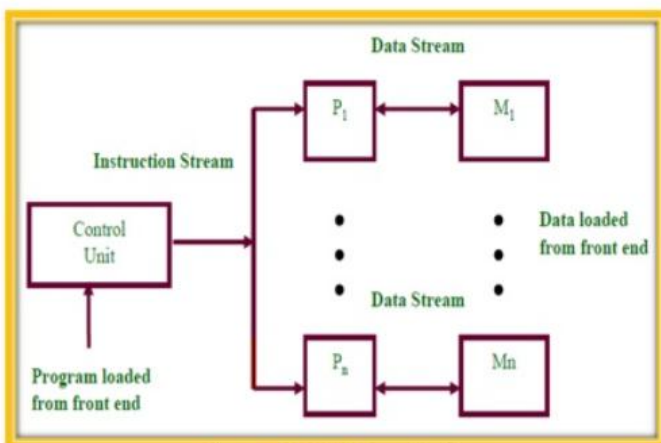 Data Stream
P1
M1
Instruction Stream
Control
Unit
Data loaded
from front end
Data Stream
Pn
Mn
Program loaded
from front end